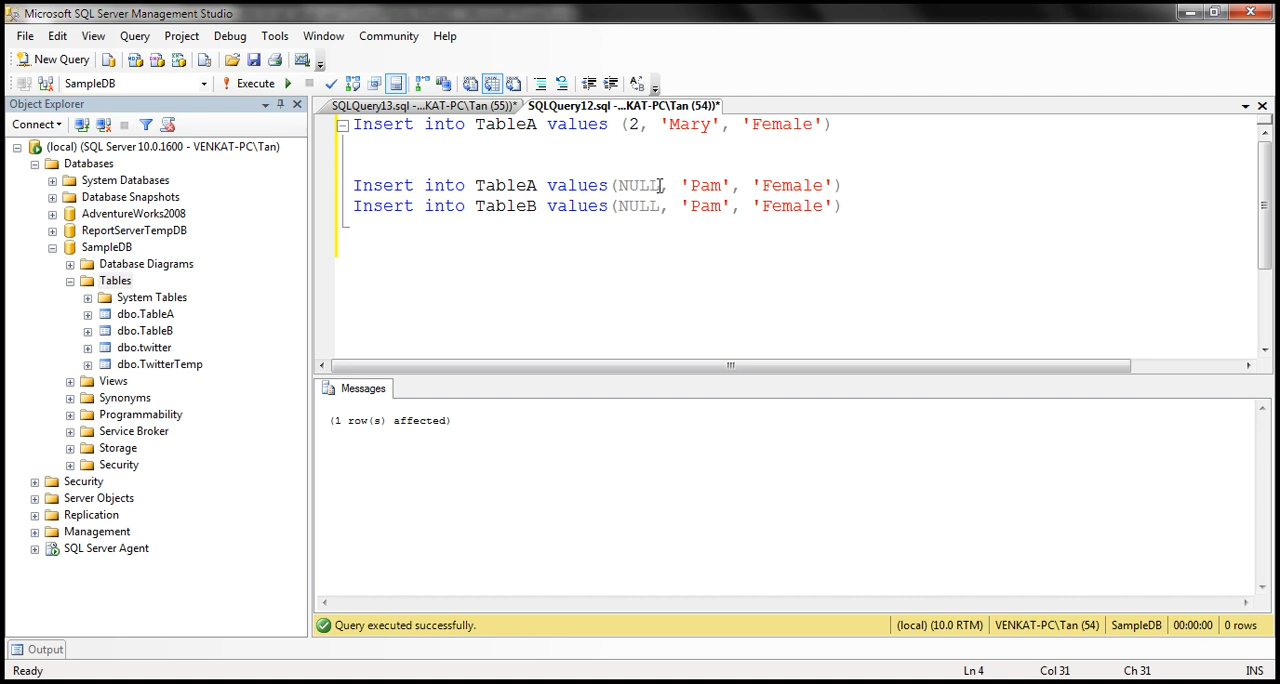 Microsoft SQL Server Management Studio
File Edit View Query Project Debug Tools Window Community Help
New Query
SampleDB Execute
Object Explorer
SQLQuery13.sql -...KAT-PC\Tan (55))* SQLQuery12.sql -...KAT-PC\Tan (54))*
Connect
(local) (SQL Server 10.0.1600 - VENKAT-PC\Tan)
Databases
System Databases
Database Snapshots
AdventureWorks2008
ReportServerTempDB
SampleDB
Database Diagrams
Tables
System Tables
dbo.TableA
dbo.TableB
dbo.twitter
dbo.TwitterTemp
Views
Synonyms
Programmability
Service Broker
Storage
Security
Security
Server Objects
Replication
Management
SQL Server Agent
Insert into TableA values (2, 'Mary', 'Female')
Insert into TableA values(NULL, 'Pam', 'Female')
Insert into TableB values(NULL, 'Pam', 'Female')
Messages
(1 row(s) affected)
Query executed successfully. (local) (10.0 RTM) VENKAT-PC\Tan (54) SampleDB 00:00:00 0 rows
Output
Ready Ln 4 Col 31 Ch 31 INS